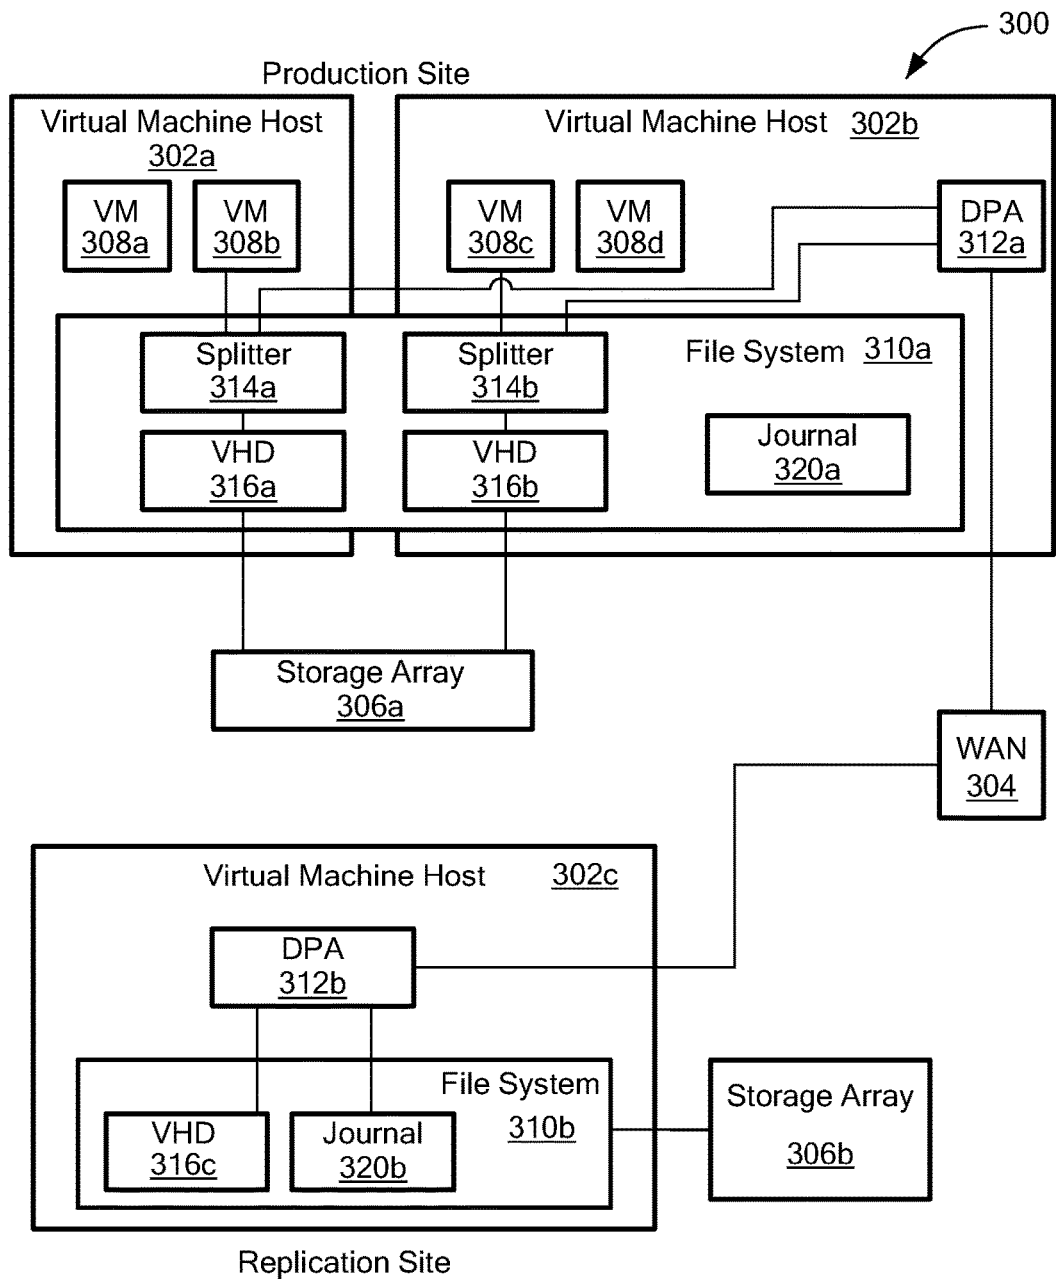 300
Production Site
Virtual Machine Host
302a
Virtual Machine Host 302b
VM
308a
VM
308b
VM
308c
VM
308d
DPA
312a
Splitter
314a
Splitter
314b
File System 310a
VHD
316a
VHD
316b
Journal
320a
Storage Array
306a
WAN
304
Virtual Machine Host 302c
DPA
312b
File System
310b
VHD
316c
Journal
320b
Storage Array
306b
Replication Site